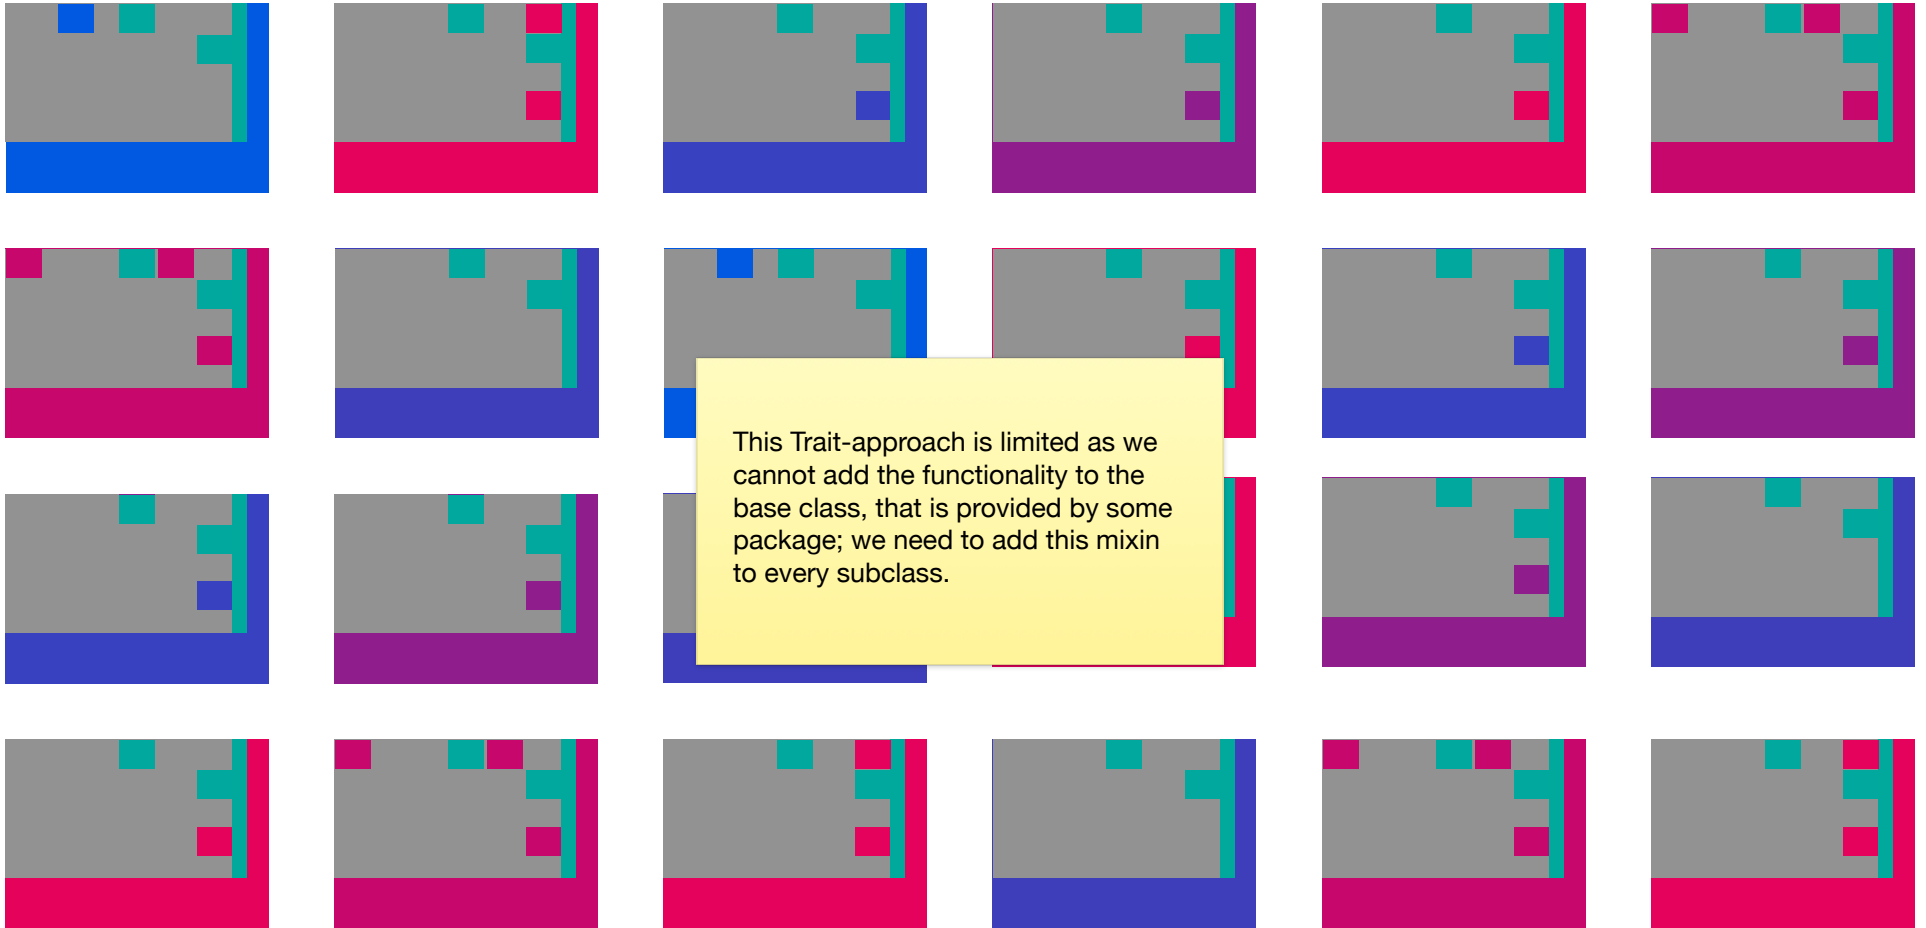 This Trait-approach is limited as we
cannot add the functionality to the
base class, that is provided by some
package; we need to add this mixin
to every subclass.